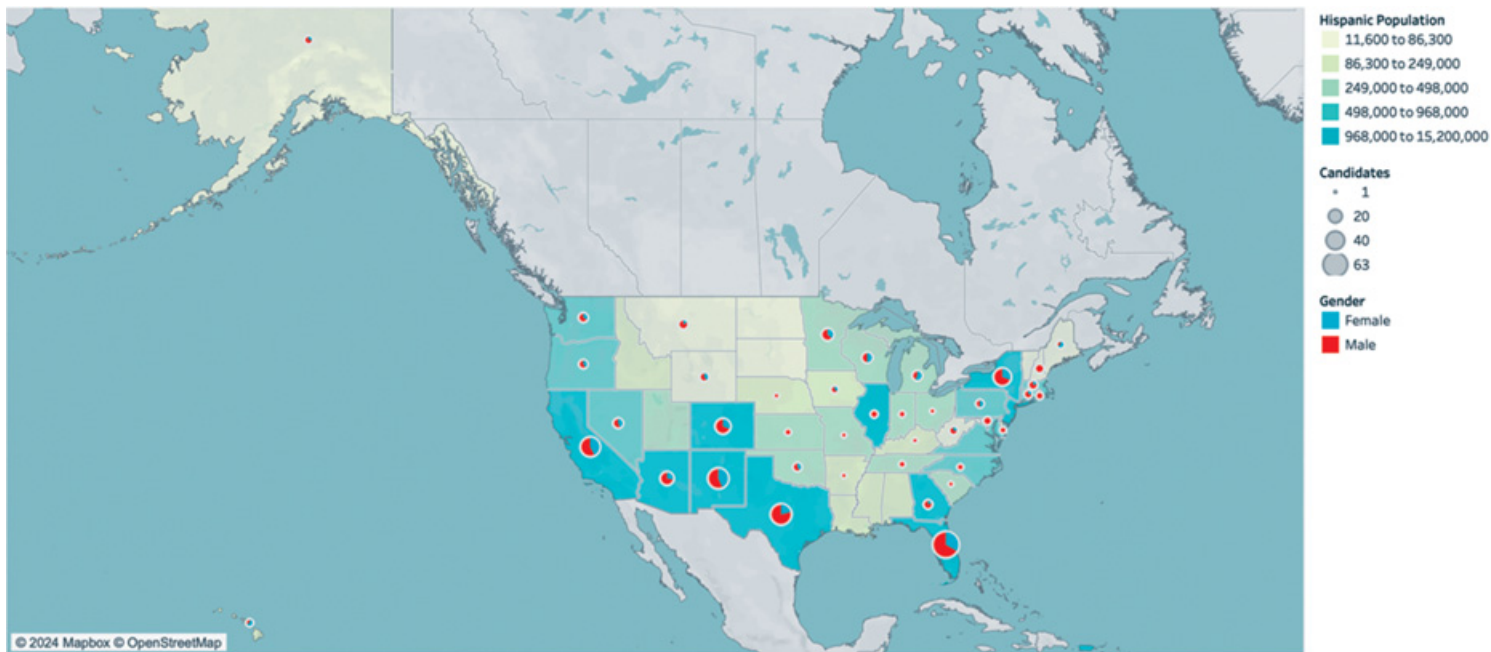 Hispanic Population
11,600 to 86,300
86,300 to 249,000
249,000 to 498,000
498,000 to 968,000
968,000 to 15,200,000
Candidates
1
20
40
63
Gender
Female
Male
© 2024 Mapbox © OpenStreetMap